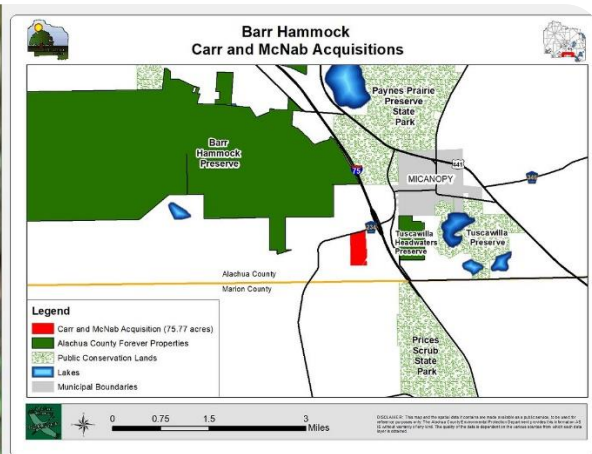 Barr Hammock
Carr and McNab Acquisitions
Paynes Prairie
Preserve
State
Park
Barr
Hammock
Preserve
75
441
MICANOPY
234
Tuscawilla
Headwaters
Preserve
Tuscawilla
Preserve
Alachua County
Marion County
Prices
Scrub
State
Park
Legend
Carr and McNab Acquisition (75.77 acres)
Alachua County Forever Properties
Public Conservation Lands
Lakes
Municipal Boundaries
0 0.75 1.5 3
Miles